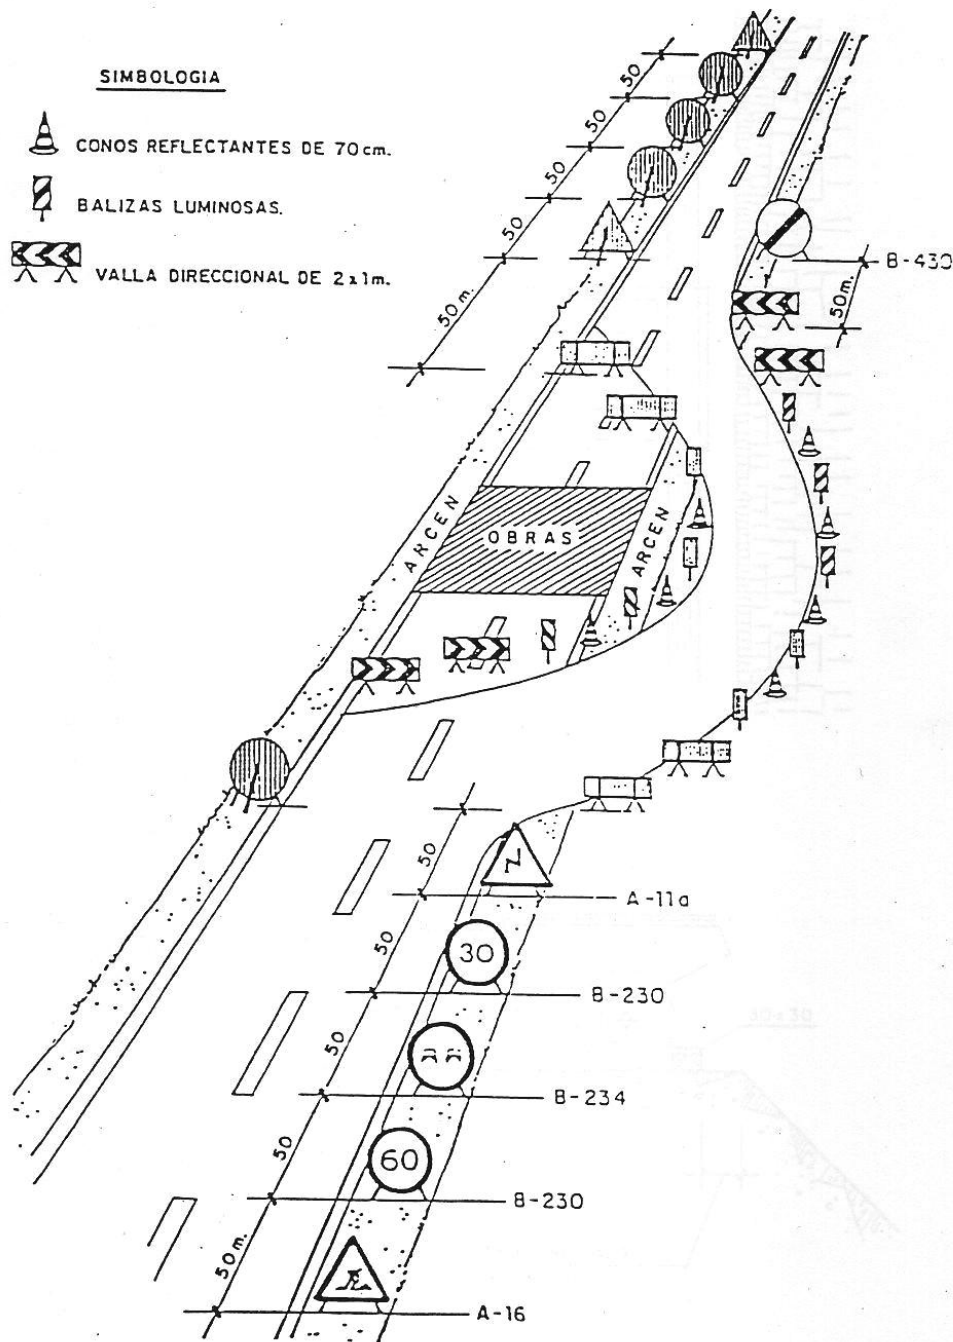 SIMBOLOGIA
CONOS REFLECTANTES DE 70cm.
BALIZAS LUMINOSAS.
VALLA DIRECCIONAL DE 2x1m.
50
50
50
50
50m.
B-430
50m.
ARCEN
OBRAS
ARCEN
50
A-11a
50
30
B-230
50
B-234
50
60
B-230
50m.
A-16